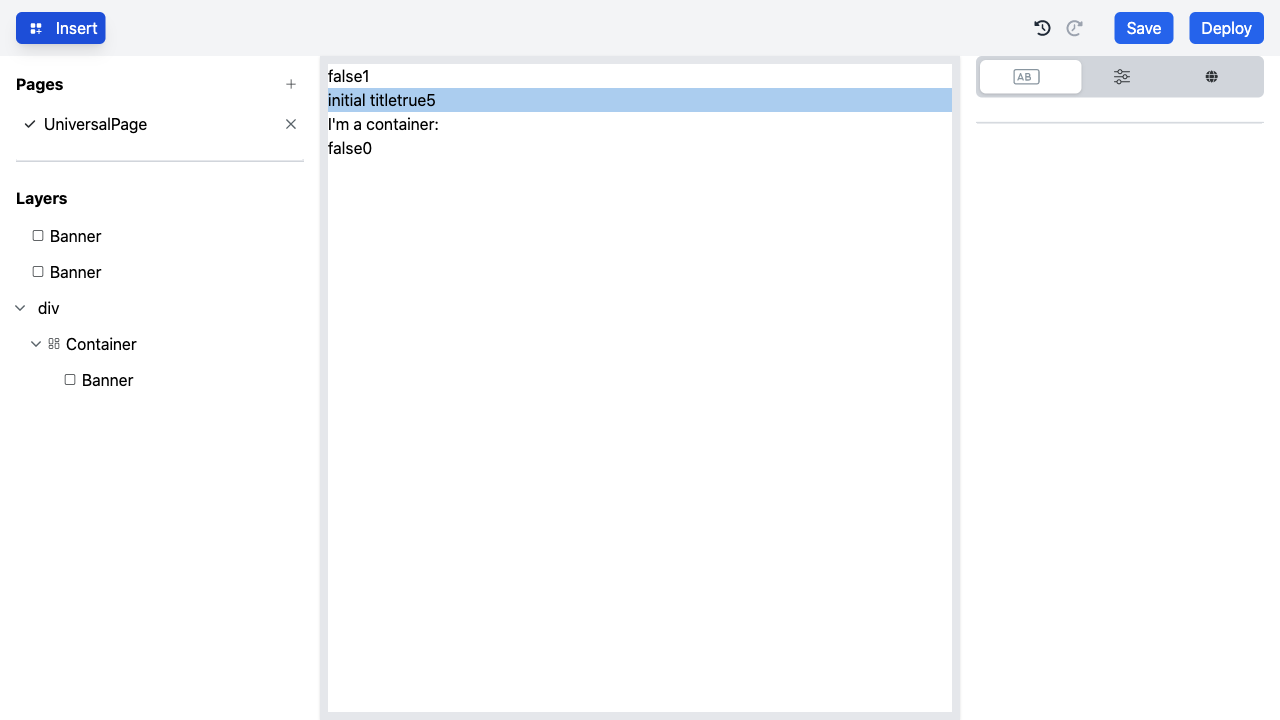 Insert
Save
Deploy
Pages
UniversalPage
Layers
Banner
Banner
div
Container
Banner
false1
initial titletrue5
I'm a container:
false0
AB